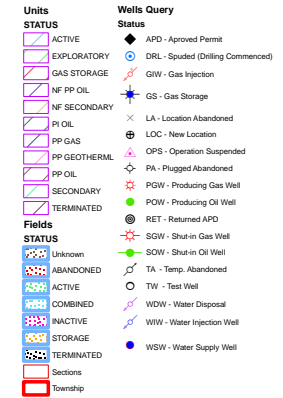 Units
STATUS
ACTIVE
EXPLORATORY
GAS STORAGE
NF PP OIL
NF SECONDARY
PI OIL
PP GAS
PP GEOTHERML
PP OIL
SECONDARY
TERMINATED
Fields
STATUS
Unknown
ABANDONED
ACTIVE
COMBINED
INACTIVE
STORAGE
TERMINATED
Sections
Township
Wells Query
Status
APD - Aproved Permit
DRL - Spuded (Drilling Commenced)
GIW - Gas Injection
GS - Gas Storage
LA - Location Abandoned
LOC - New Location
OPS - Operation Suspended
PA - Plugged Abandoned
PGW - Producing Gas Well
POW - Producing Oil Well
RET - Returned APD
SGW - Shut-in Gas Well
SOW - Shut-in Oil Well
TA - Temp. Abandoned
TW - Test Well
WDW - Water Disposal
WIW - Water Injection Well
WSW - Water Supply Well